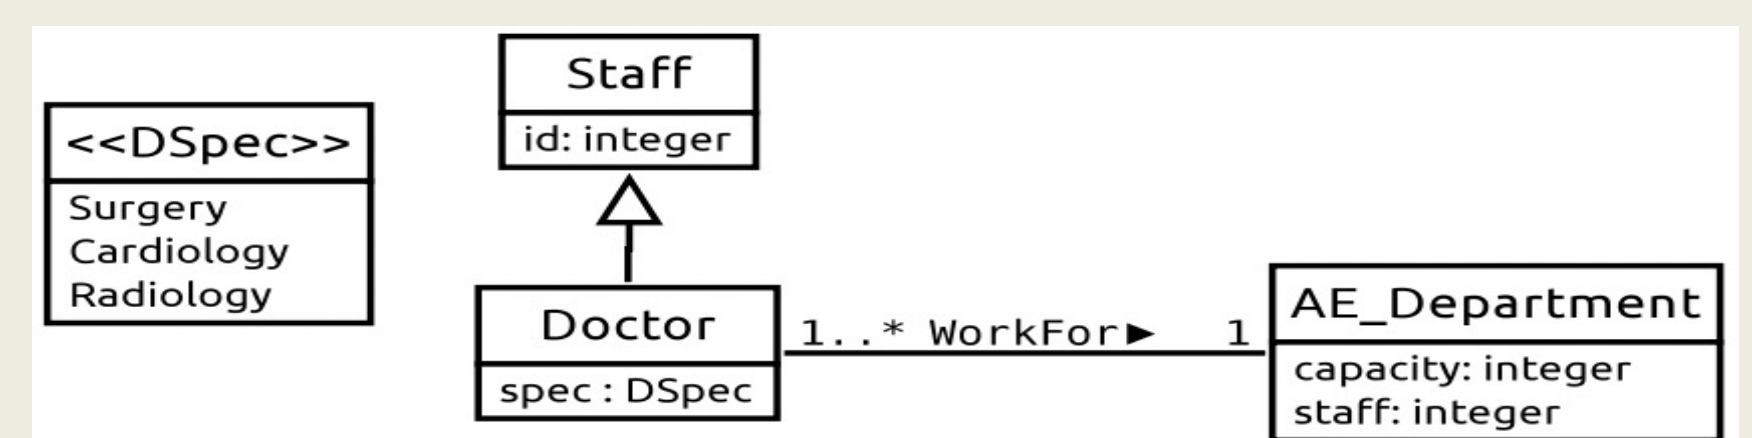 <<DSpec>>
Surgery
Cardiology
Radiology
Staff
id: integer
Doctor
spec : DSpec
1..* WorkFor► 1
AE_Department
capacity: integer
staff: integer